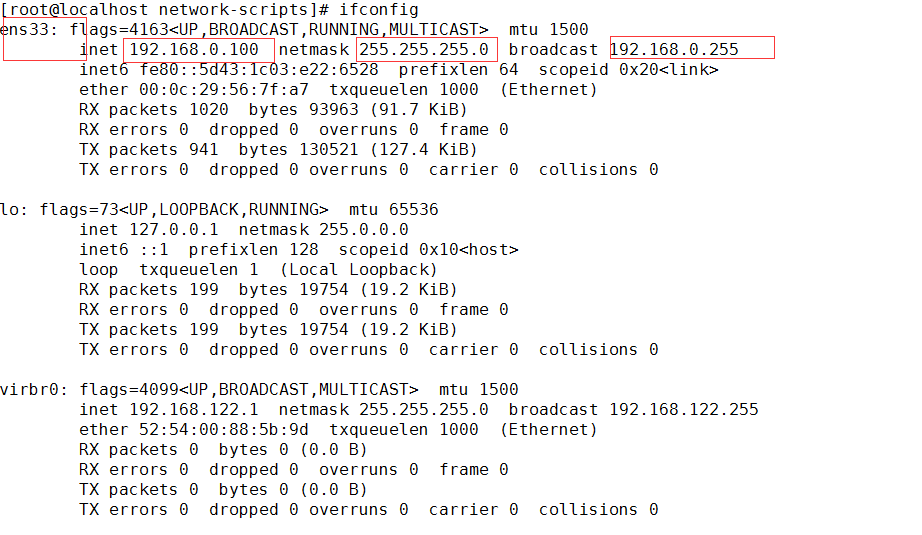 [root@localhost network-scripts]# ifconfig
ens33: flags=4163<UP,BROADCAST,RUNNING,MULTICAST>  mtu 1500
        inet 192.168.0.100  netmask 255.255.255.0  broadcast 192.168.0.255
        inet6 fe80::5d43:1c03:e22:6528  prefixlen 64  scopeid 0x20<link>
        ether 00:0c:29:56:7f:a7  txqueuelen 1000  (Ethernet)
        RX packets 1020  bytes 93963 (91.7 KiB)
        RX errors 0  dropped 0  overruns 0  frame 0
        TX packets 941  bytes 130521 (127.4 KiB)
        TX errors 0  dropped 0 overruns 0  carrier 0  collisions 0

lo: flags=73<UP,LOOPBACK,RUNNING>  mtu 65536
        inet 127.0.0.1  netmask 255.0.0.0
        inet6 ::1  prefixlen 128  scopeid 0x10<host>
        loop  txqueuelen 1  (Local Loopback)
        RX packets 199  bytes 19754 (19.2 KiB)
        RX errors 0  dropped 0  overruns 0  frame 0
        TX packets 199  bytes 19754 (19.2 KiB)
        TX errors 0  dropped 0 overruns 0  carrier 0  collisions 0

virbr0: flags=4099<UP,BROADCAST,MULTICAST>  mtu 1500
        inet 192.168.122.1  netmask 255.255.255.0  broadcast 192.168.122.255
        ether 52:54:00:88:5b:9d  txqueuelen 1000  (Ethernet)
        RX packets 0  bytes 0 (0.0 B)
        RX errors 0  dropped 0  overruns 0  frame 0
        TX packets 0  bytes 0 (0.0 B)
        TX errors 0  dropped 0 overruns 0  carrier 0  collisions 0